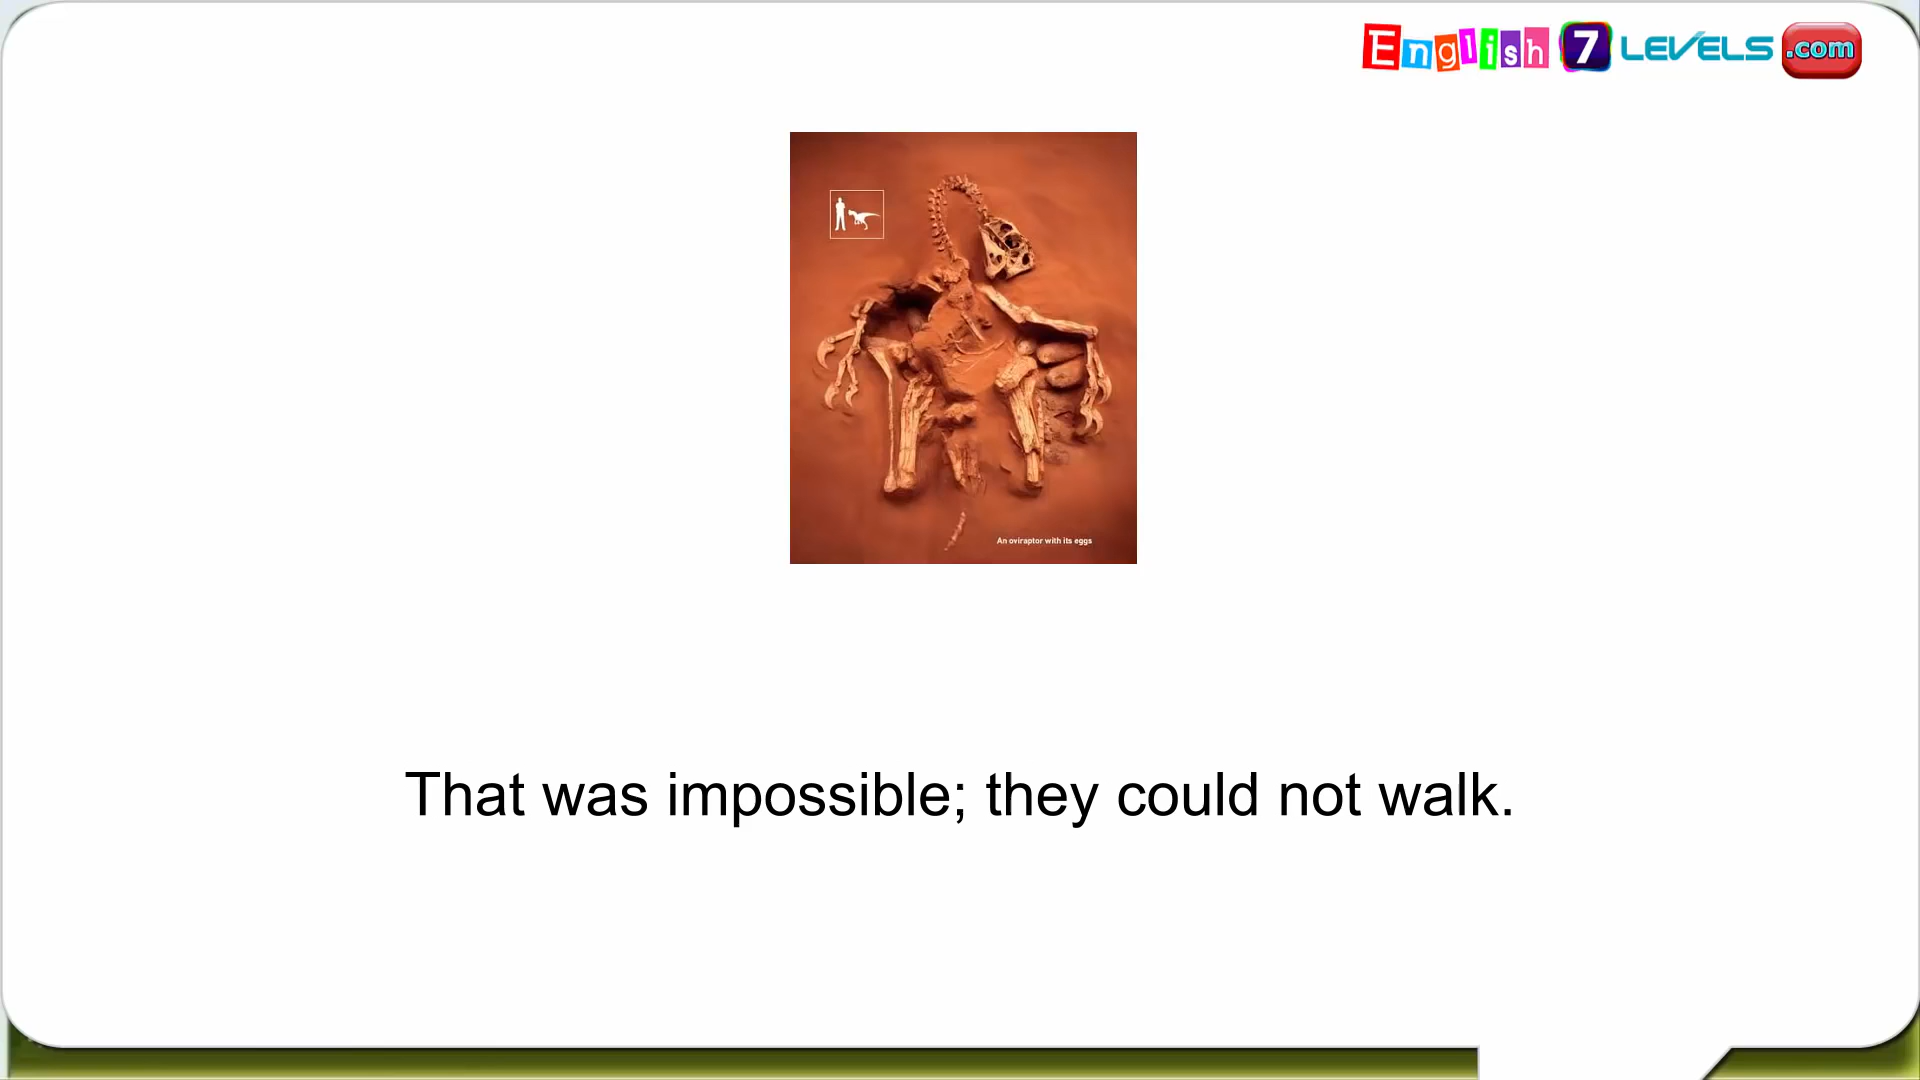 English 7 LEVELS .com
An oviraptor with its eggs
That was impossible; they could not walk.